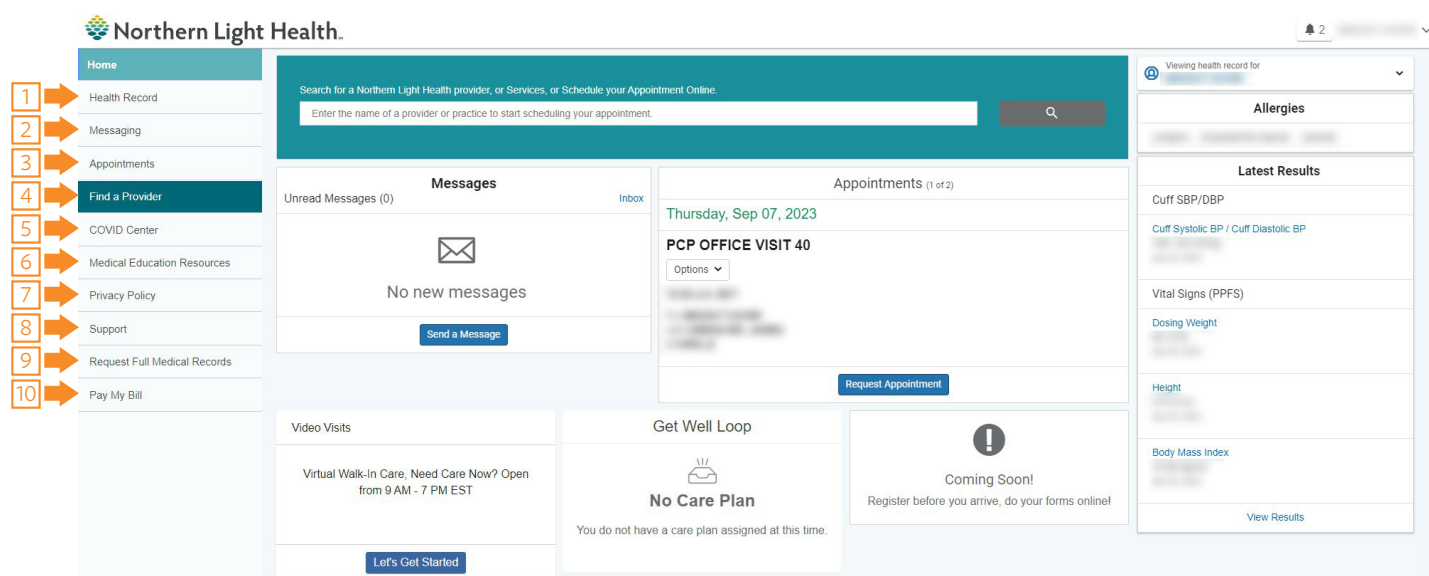 Northern Light Health
2
Home
1 Health Record
2 Messaging
3 Appointments
4 Find a Provider
5 COVID Center
6 Medical Education Resources
7 Privacy Policy
8 Support
9 Request Full Medical Records
10 Pay My Bill
Search for a Northern Light Health provider, or Services, or Schedule your Appointment Online.
Enter the name of a provider or practice to start scheduling your appointment.
Messages
Unread Messages (0) Inbox
No new messages
Send a Message
Appointments (1 of 2)
Thursday, Sep 07, 2023
PCP OFFICE VISIT 40
Options
Request Appointment
Video Visits
Virtual Walk-In Care, Need Care Now? Open
from 9 AM - 7 PM EST
Let's Get Started
Get Well Loop
No Care Plan
You do not have a care plan assigned at this time.
Coming Soon!
Register before you arrive, do your forms online!
Viewing health record for
Allergies
Latest Results
Cuff SBP/DBP
Cuff Systolic BP / Cuff Diastolic BP
Vital Signs (PPFS)
Dosing Weight
Height
Body Mass Index
View Results